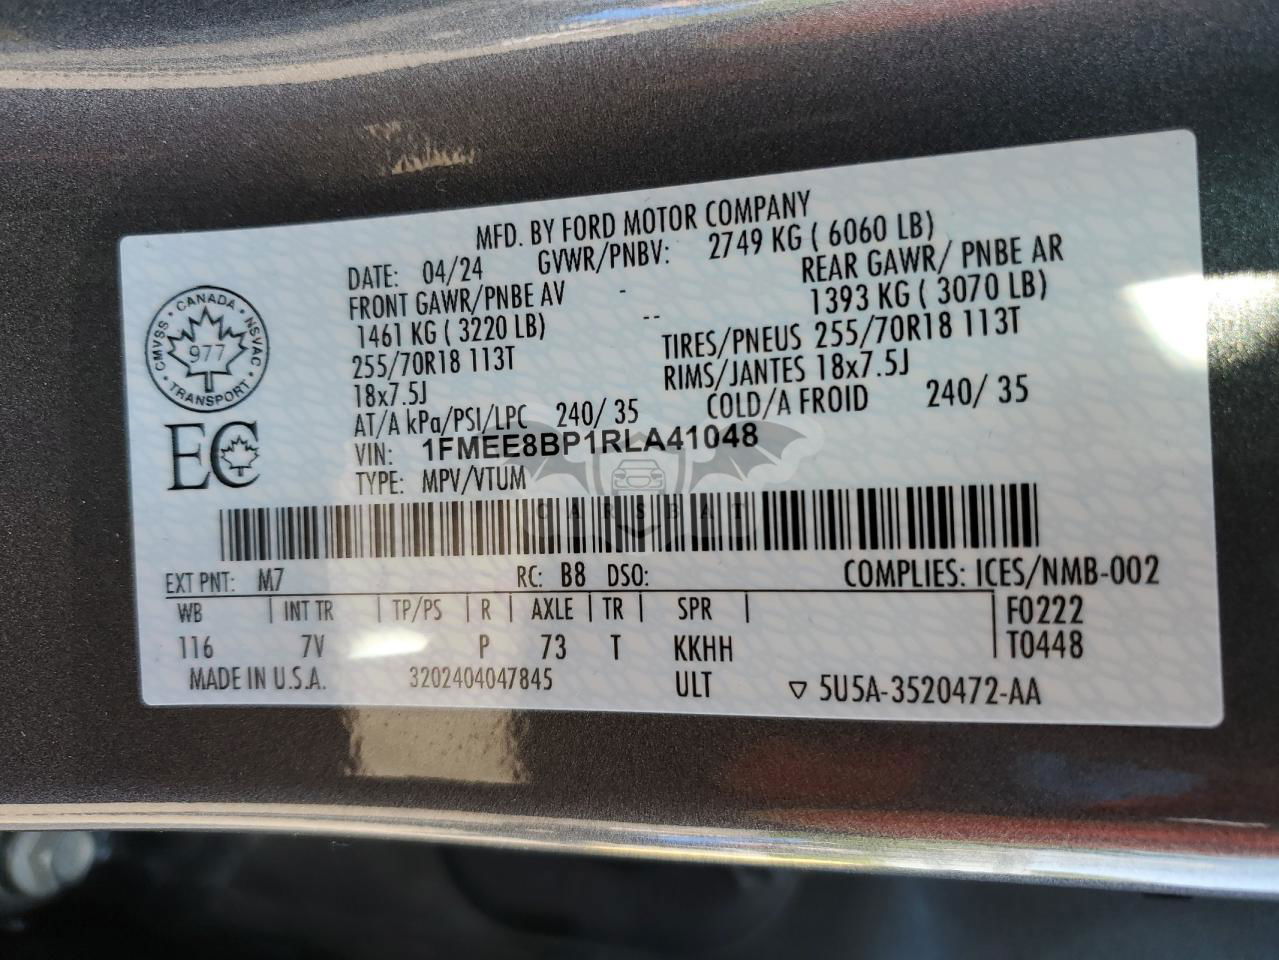 MFD. BY FORD MOTOR COMPANY
DATE: 04/24 GVWR/PNBV: 2749 KG ( 6060 LB)
FRONT GAWR/PNBE AV - REAR GAWR/ PNBE AR
1461 KG ( 3220 LB) -- 1393 KG ( 3070 LB)
255/70R18 113T TIRES/PNEUS 255/70R18 113T
18x7.5J RIMS/JANTES 18x7.5J
AT/A kPa/PSI/LPC 240/ 35 COLD/A FROID 240/ 35
VIN: 1FMEE8BP1RLA41048
TYPE: MPV/VTUM
CMVSS · CANADA · NSVAC · TRANSPORT ·
977
EC
CARSBAT
EXT PNT: M7 RC: B8 DSO: COMPLIES: ICES/NMB-002
WB | INT TR | TP/PS | R | AXLE | TR | SPR | F0222
116 7V P 73 T KKHH T0448
MADE IN U.S.A. 3202404047845 ULT ▽ 5U5A-3520472-AA